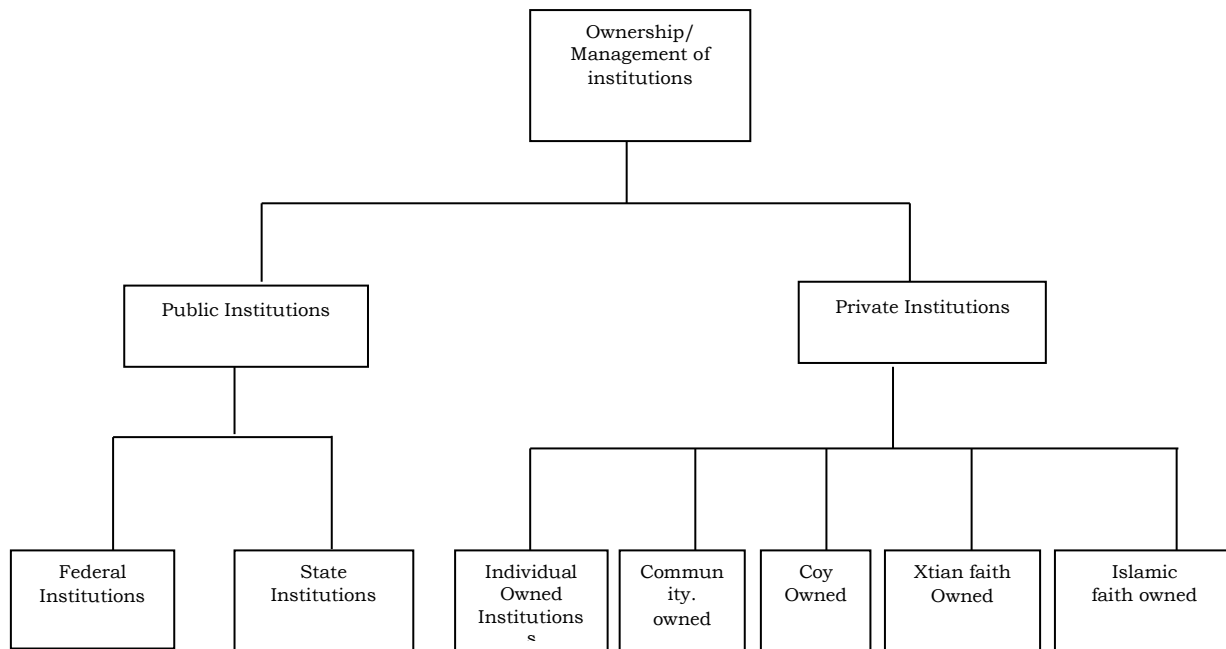 Ownership/
Management of
institutions
Public Institutions
Private Institutions
Federal
Institutions
State
Institutions
Individual
Owned
Institutions
s
Commun
ity.
owned
Coy
Owned
Xtian faith
Owned
Islamic
faith owned